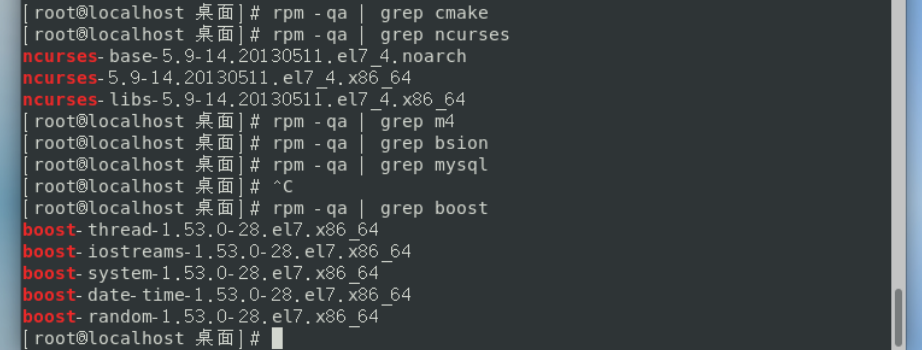 [root@localhost 桌面]# rpm -qa | grep cmake
[root@localhost 桌面]# rpm -qa | grep ncurses
ncurses-base-5.9-14.20130511.el7_4.noarch
ncurses-5.9-14.20130511.el7_4.x86_64
ncurses-libs-5.9-14.20130511.el7_4.x86_64
[root@localhost 桌面]# rpm -qa | grep m4
[root@localhost 桌面]# rpm -qa | grep bsion
[root@localhost 桌面]# rpm -qa | grep mysql
[root@localhost 桌面]# ^C
[root@localhost 桌面]# rpm -qa | grep boost
boost-thread-1.53.0-28.el7.x86_64
boost-iostreams-1.53.0-28.el7.x86_64
boost-system-1.53.0-28.el7.x86_64
boost-date-time-1.53.0-28.el7.x86_64
boost-random-1.53.0-28.el7.x86_64
[root@localhost 桌面]#